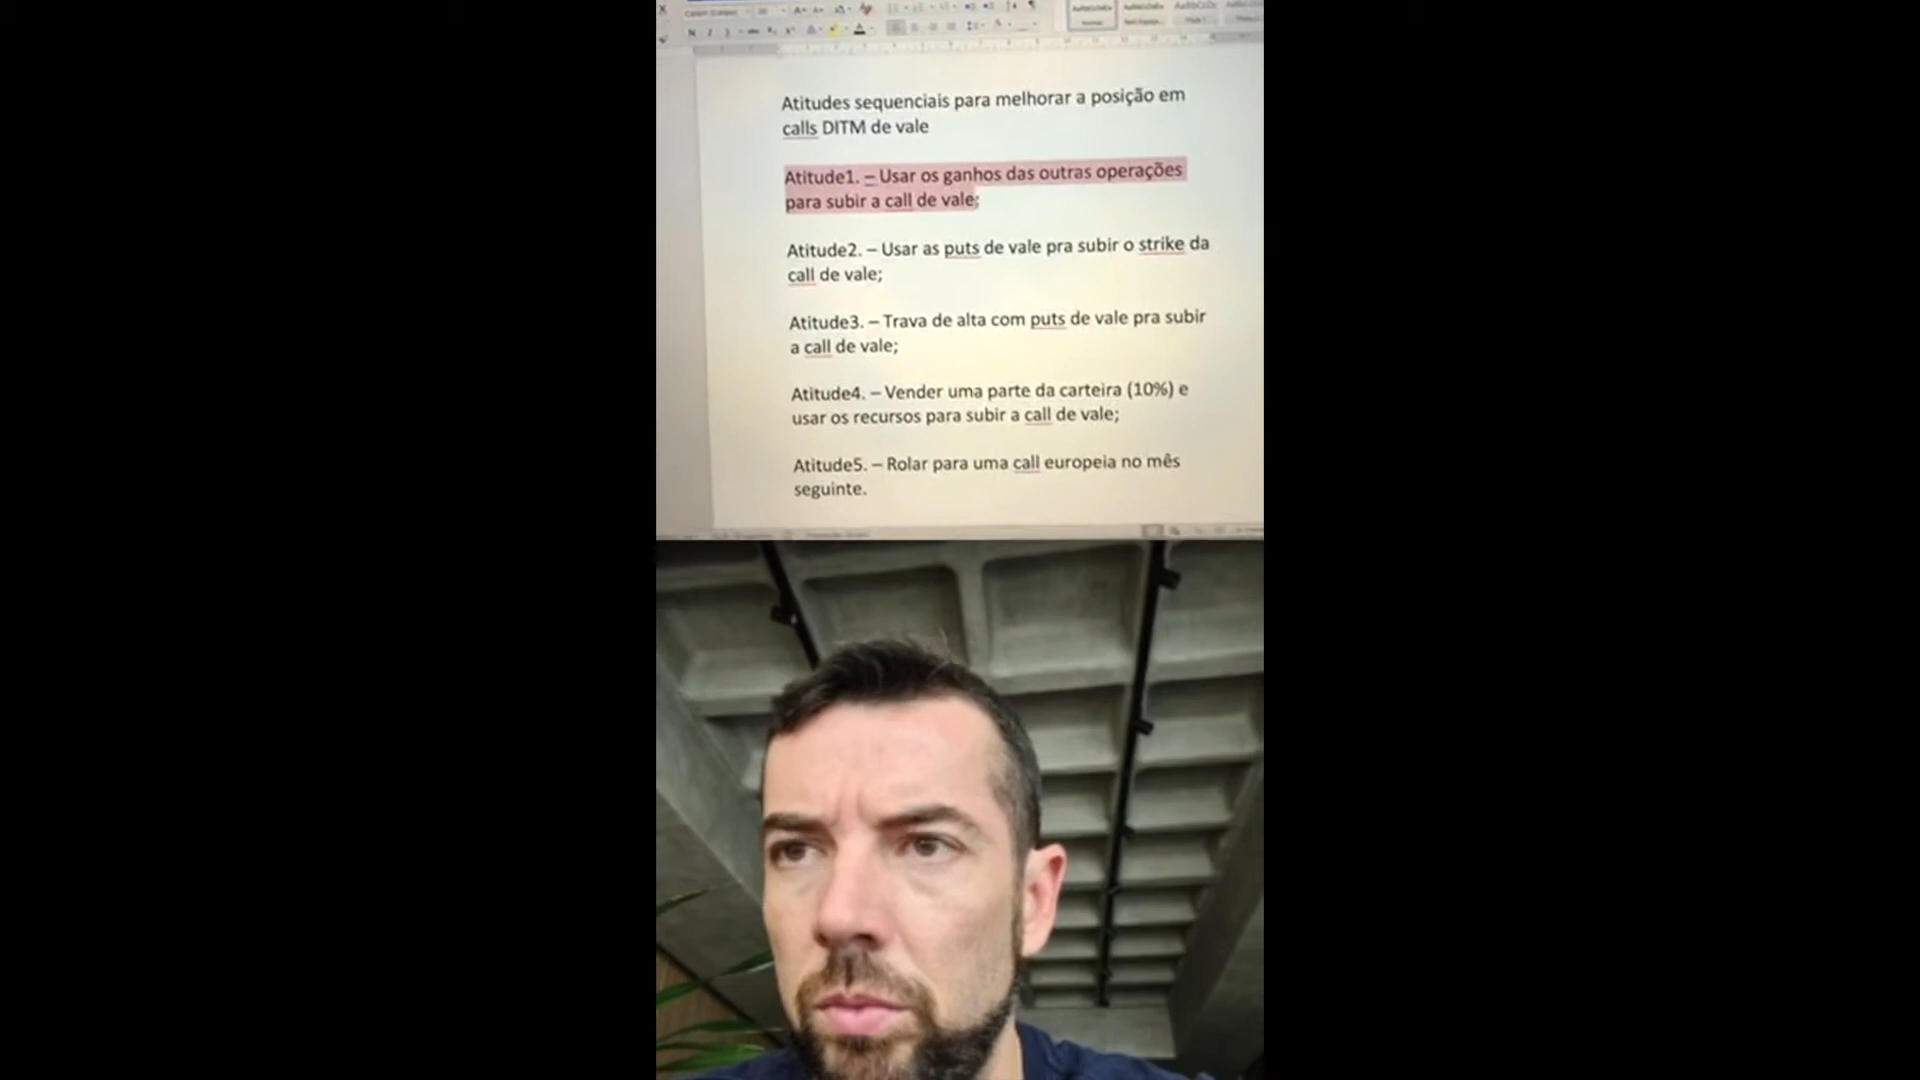 Atitudes sequenciais para melhorar a posição em
calls DITM de vale
Atitude1. – Usar os ganhos das outras operações
para subir a call de vale;
Atitude2. – Usar as puts de vale pra subir o strike da
call de vale;
Atitude3. – Trava de alta com puts de vale pra subir
a call de vale;
Atitude4. – Vender uma parte da carteira (10%) e
usar os recursos para subir a call de vale;
Atitude5. – Rolar para uma call europeia no mês
seguinte.